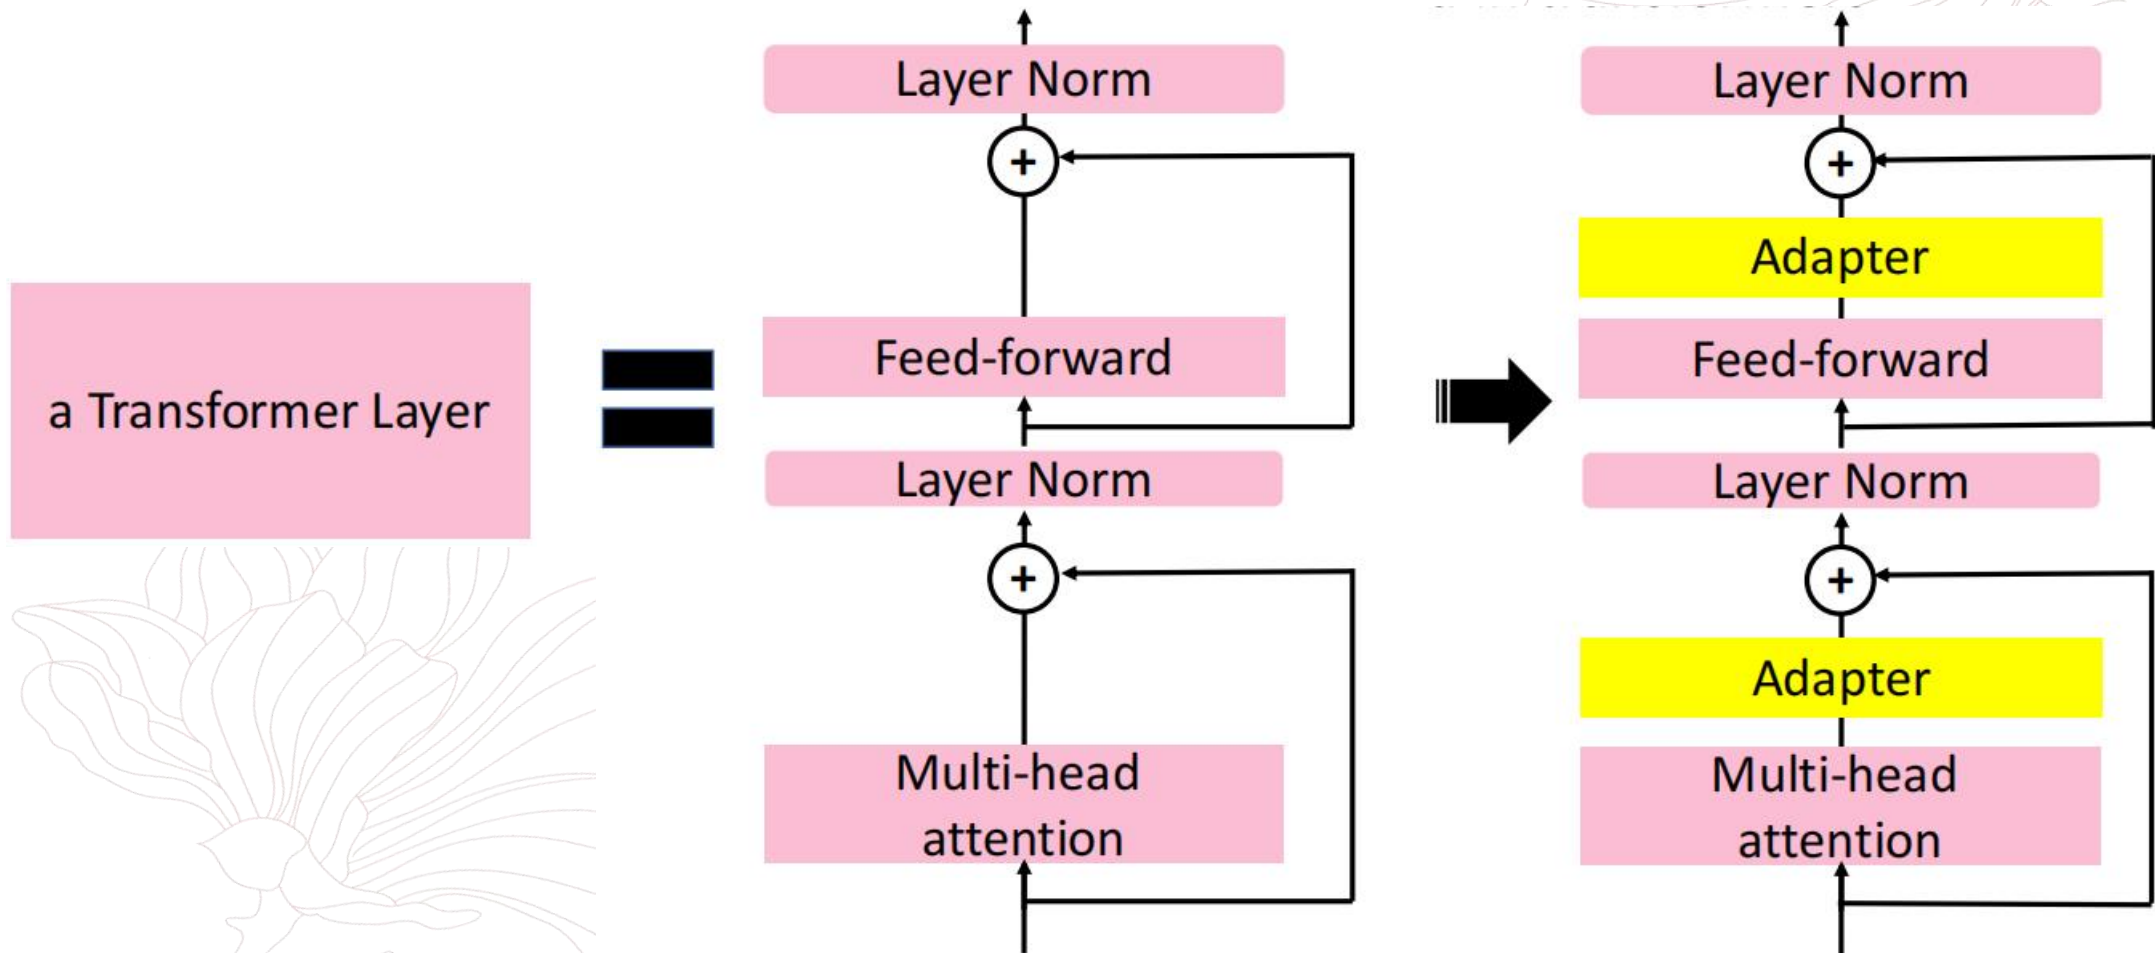 a Transformer Layer
Layer Norm
+
Feed-forward
Layer Norm
+
Multi-head
attention
Layer Norm
+
Adapter
Feed-forward
Layer Norm
+
Adapter
Multi-head
attention